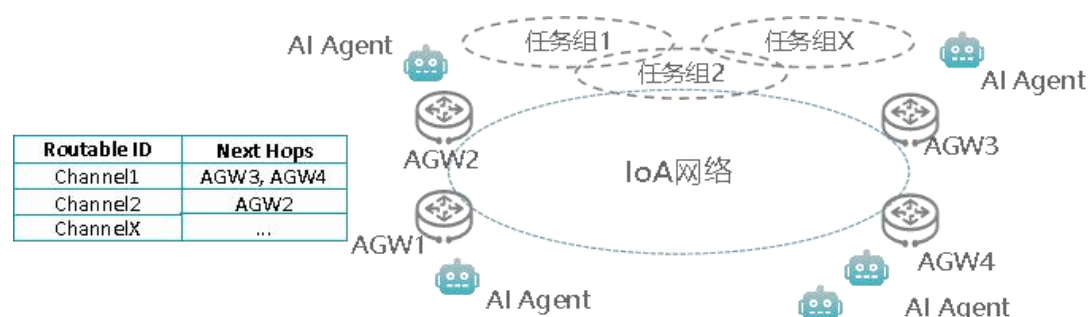 AI Agent
任务组1
任务组X
任务组2
AI Agent
Routable ID
Next Hops
Channel1
AGW3, AGW4
Channel2
AGW2
ChannelX
...
AGW2
AGW3
IoA网络
AGW1
AGW4
AI Agent
AI Agent